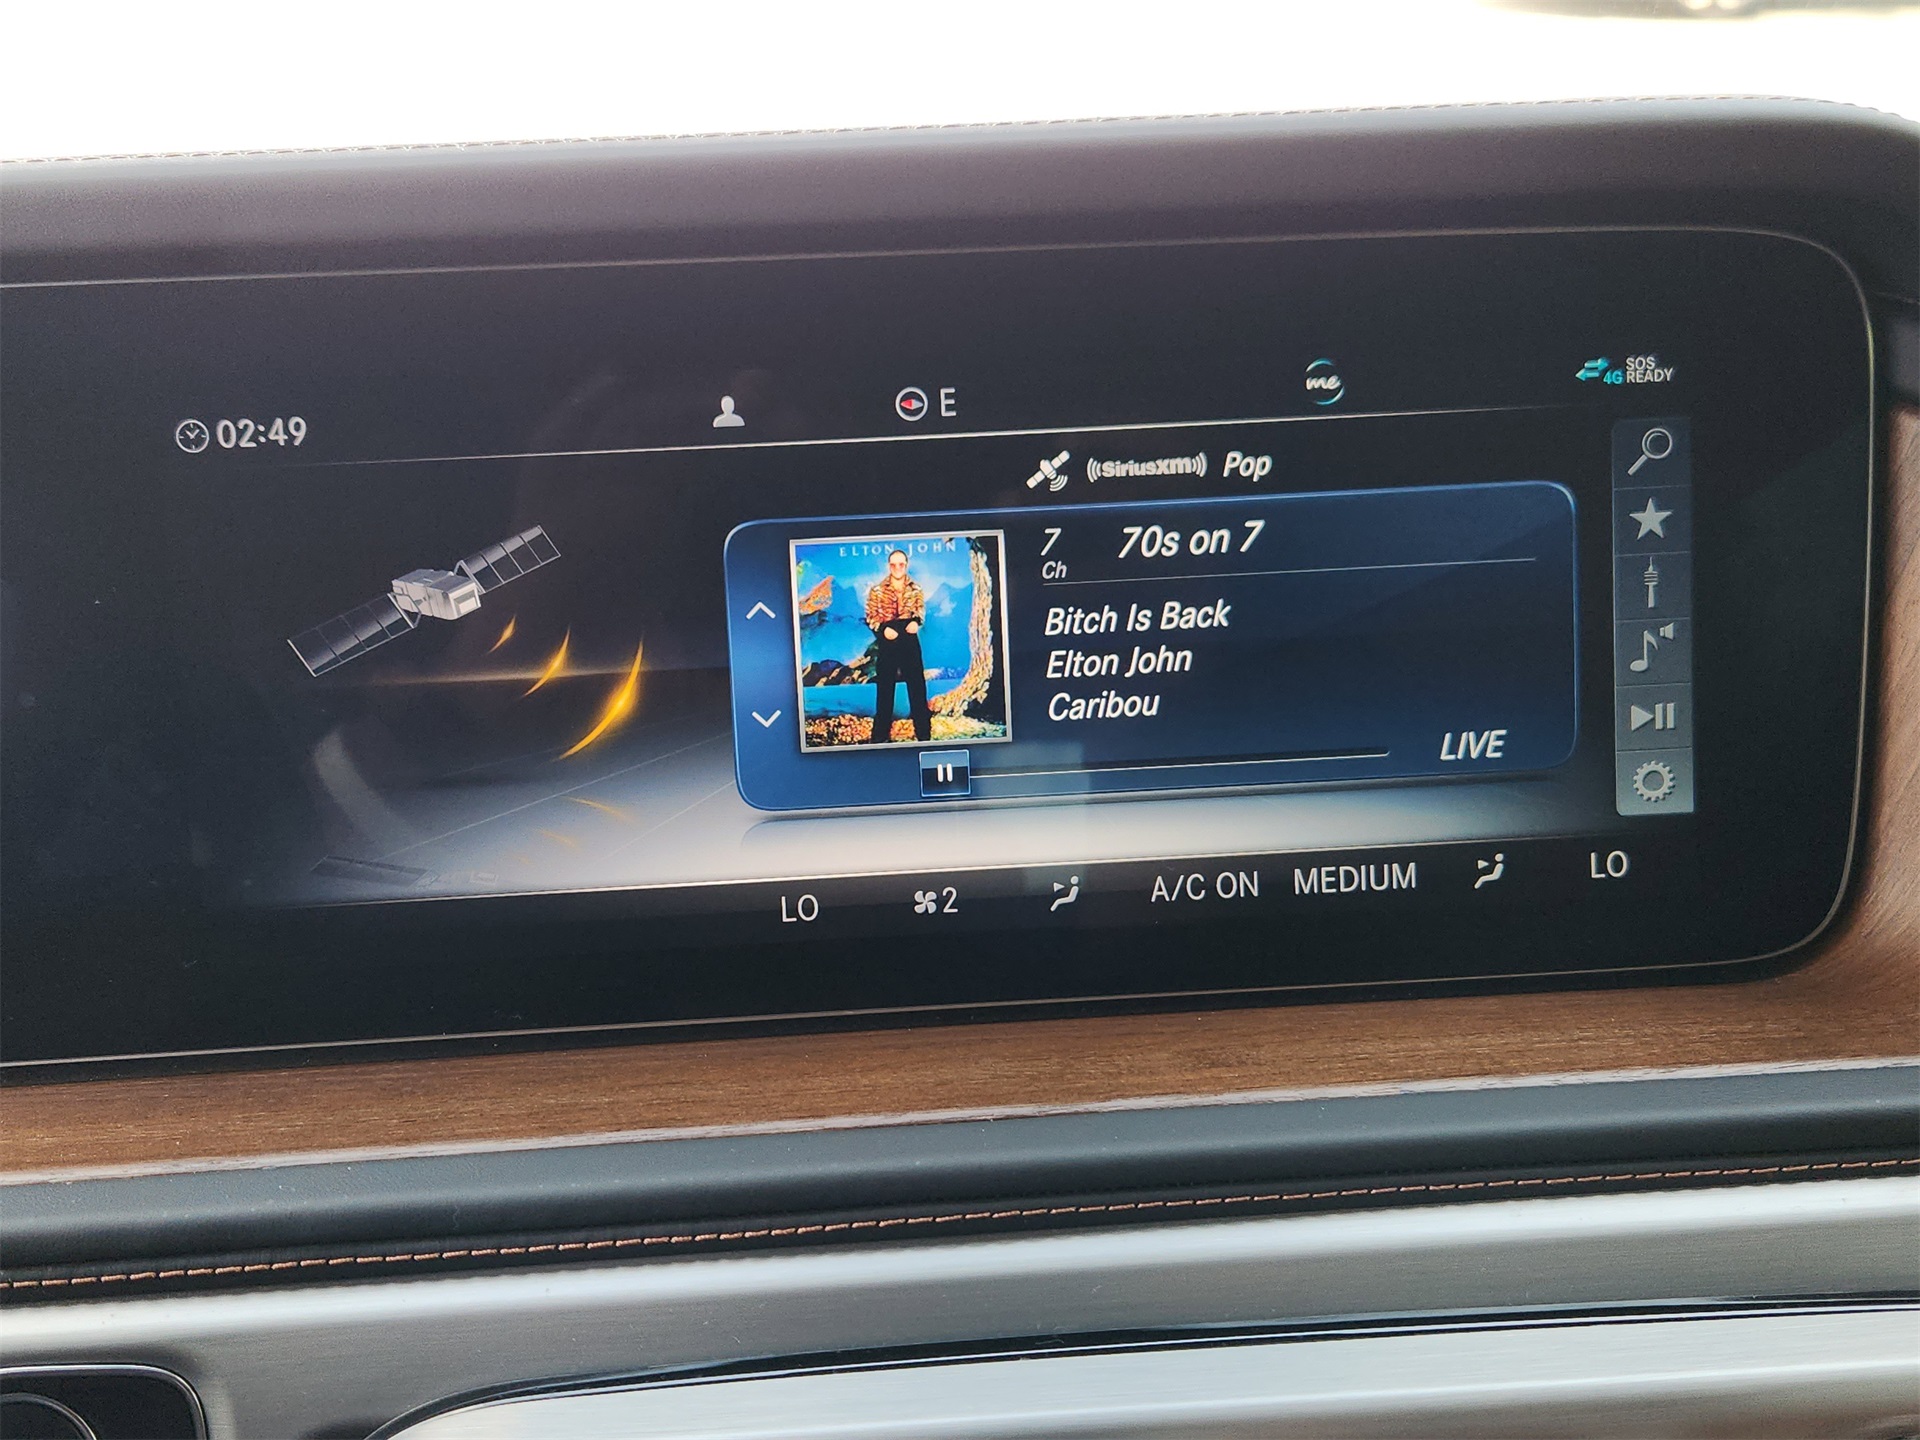 02:49
E
me
4G
SOS
READY
SiriusXM Pop
ELTON JOHN
7
Ch
70s on 7
Bitch Is Back
Elton John
Caribou
LIVE
LO
2
A/C ON
MEDIUM
LO